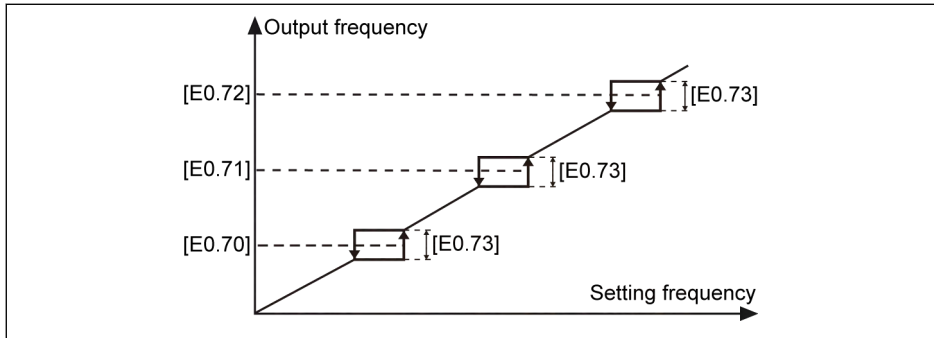 Output frequency
[E0.72]
[E0.73]
[E0.71]
[E0.73]
[E0.70]
[E0.73]
Setting frequency